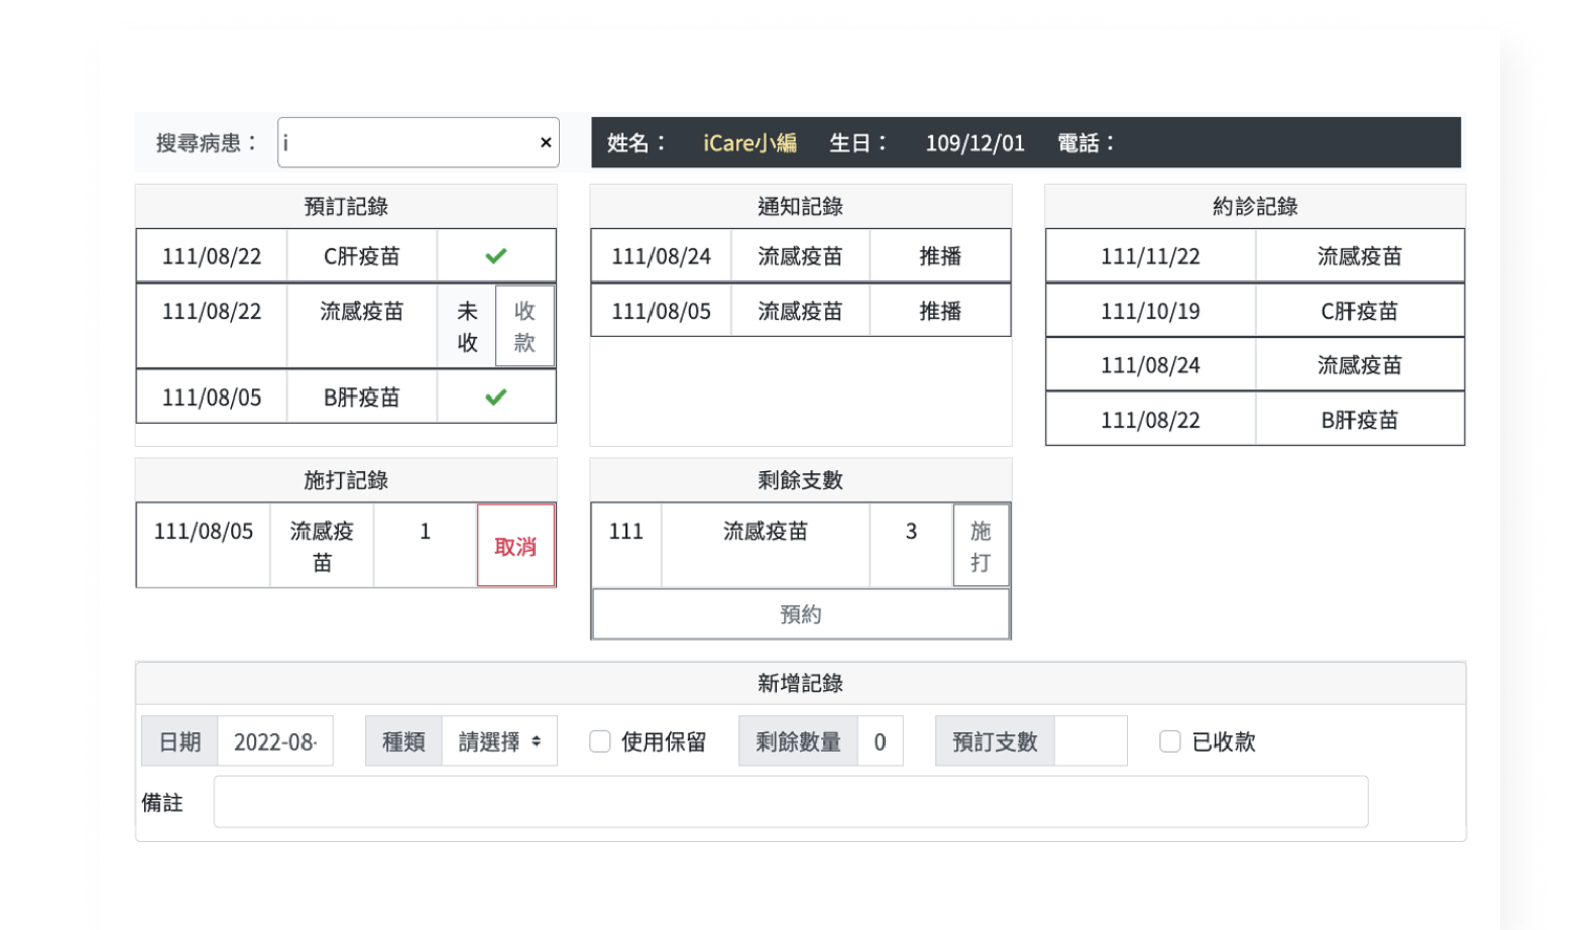 搜尋病患： i ×
姓名： iCare小編 生日： 109/12/01 電話：
預訂記錄
111/08/22 C肝疫苗
111/08/22 流感疫苗 未收 收款
111/08/05 B肝疫苗
通知記錄
111/08/24 流感疫苗 推播
111/08/05 流感疫苗 推播
約診記錄
111/11/22 流感疫苗
111/10/19 C肝疫苗
111/08/24 流感疫苗
111/08/22 B肝疫苗
施打記錄
111/08/05 流感疫苗 1 取消
剩餘支數
111 流感疫苗 3 施打
預約
新增記錄
日期 2022-08- 種類 請選擇 使用保留 剩餘數量 0 預訂支數 已收款
備註